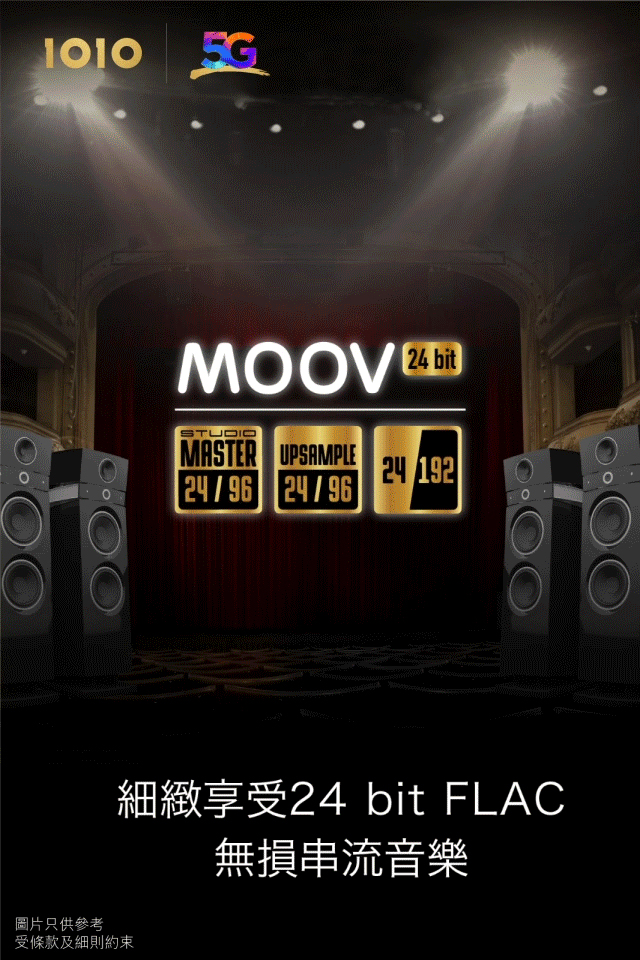 1010 5G
MOOV 24 bit
STUDIO MASTER 24 / 96
UPSAMPLE 24 / 96
24 192
細緻享受24 bit FLAC
無損串流音樂
圖片只供參考
受條款及細則約束